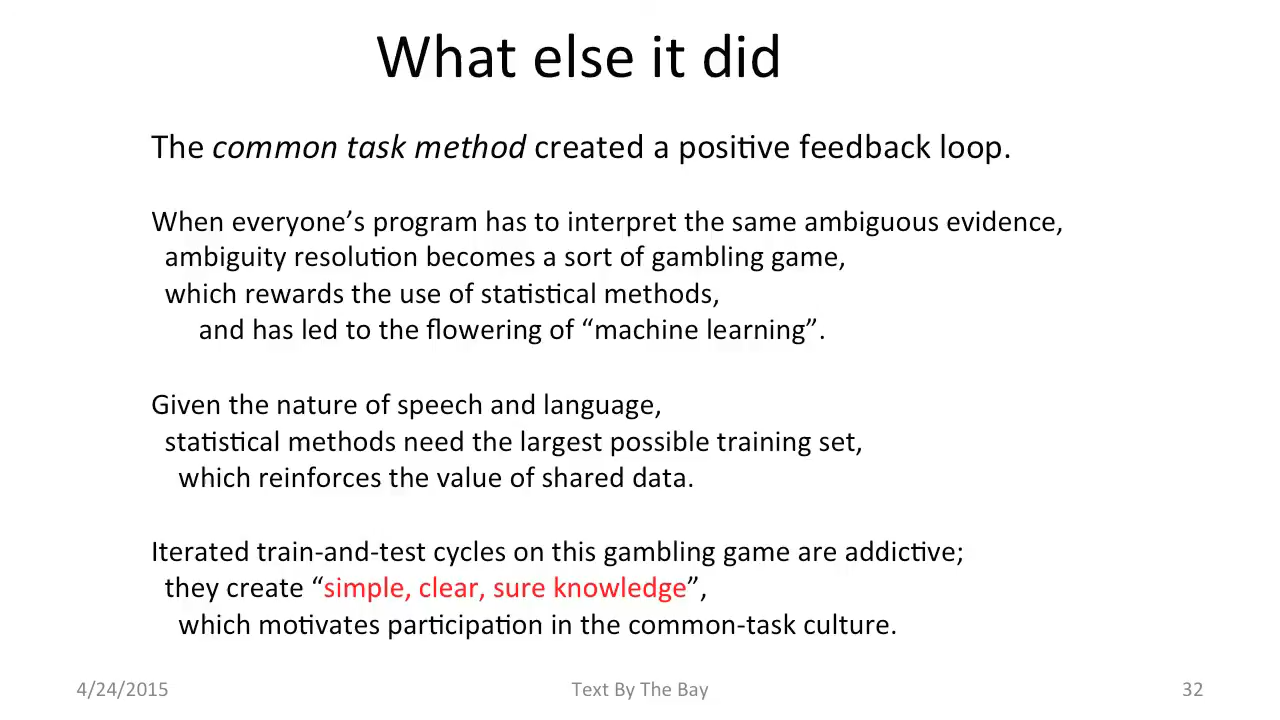 What else it did
The common task method created a positive feedback loop.
When everyone’s program has to interpret the same ambiguous evidence,
ambiguity resolution becomes a sort of gambling game,
which rewards the use of statistical methods,
and has led to the flowering of “machine learning”.
Given the nature of speech and language,
statistical methods need the largest possible training set,
which reinforces the value of shared data.
Iterated train-and-test cycles on this gambling game are addictive;
they create “simple, clear, sure knowledge”,
which motivates participation in the common-task culture.
4/24/2015 Text By The Bay 32